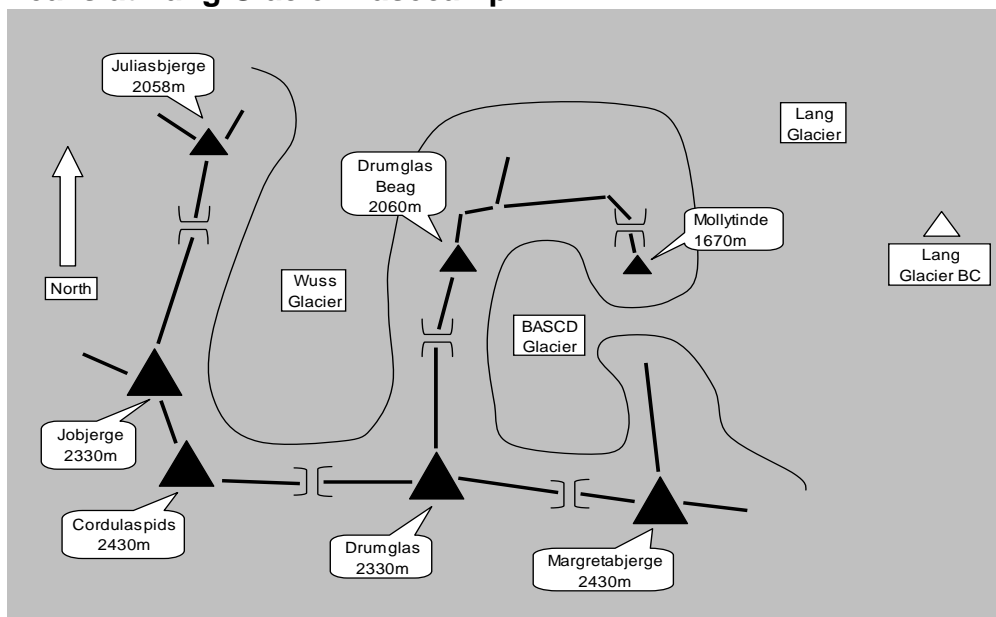 Juliasbjerge
2058m
Lang
Glacier
Drumglas
Beag
2060m
Mollytinde
1670m
Lang
Glacier BC
North
Wuss
Glacier
BASCD
Glacier
Jobjerge
2330m
Cordulaspids
2430m
Drumglas
2330m
Margretabjerge
2430m